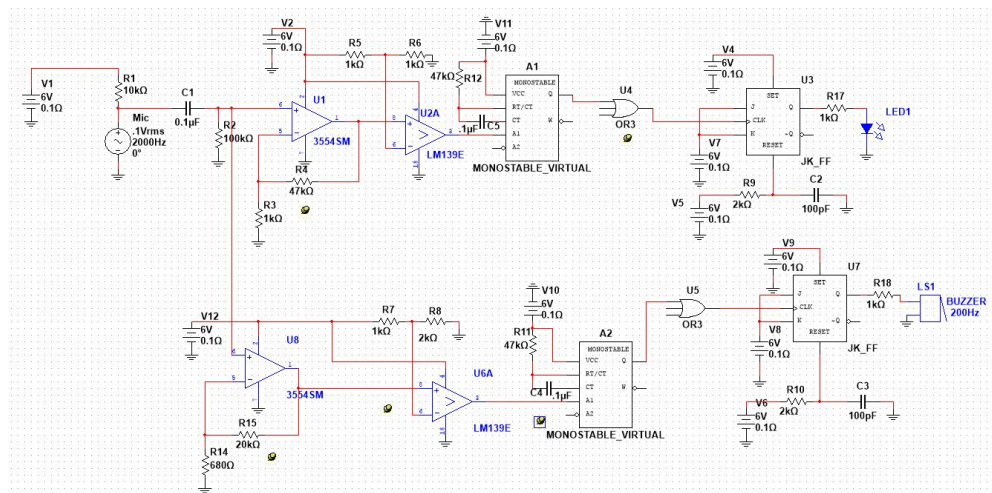 V1
6V
0.1Ω
R1
10kΩ
Mic
.1Vrms
2000Hz
0°
C1
0.1µF
R2
100kΩ
V2
6V
0.1Ω
U1
3554SM
R4
47kΩ
R3
1kΩ
R5
1kΩ
R6
1kΩ
U2A
LM139E
V11
6V
0.1Ω
47kΩ
R12
.1µF
C5
A1
MONOSTABLE
VCC
RT/CT
CT
A1
A2
Q
W
MONOSTABLE_VIRTUAL
U4
OR3
V4
6V
0.1Ω
U3
SET
J
Q
CLK
K
~Q
RESET
JK_FF
V7
6V
0.1Ω
R17
1kΩ
LED1
V5
6V
0.1Ω
R9
2kΩ
C2
100pF
V12
6V
0.1Ω
U8
3554SM
R15
20kΩ
R14
680Ω
R7
1kΩ
R8
2kΩ
U6A
LM139E
V10
6V
0.1Ω
R11
47kΩ
C4
.1µF
A2
MONOSTABLE
VCC
RT/CT
CT
A1
A2
Q
W
MONOSTABLE_VIRTUAL
U5
OR3
V9
6V
0.1Ω
U7
SET
J
Q
CLK
K
~Q
RESET
JK_FF
V8
6V
0.1Ω
R18
1kΩ
LS1
BUZZER
200Hz
V6
6V
0.1Ω
R10
2kΩ
C3
100pF